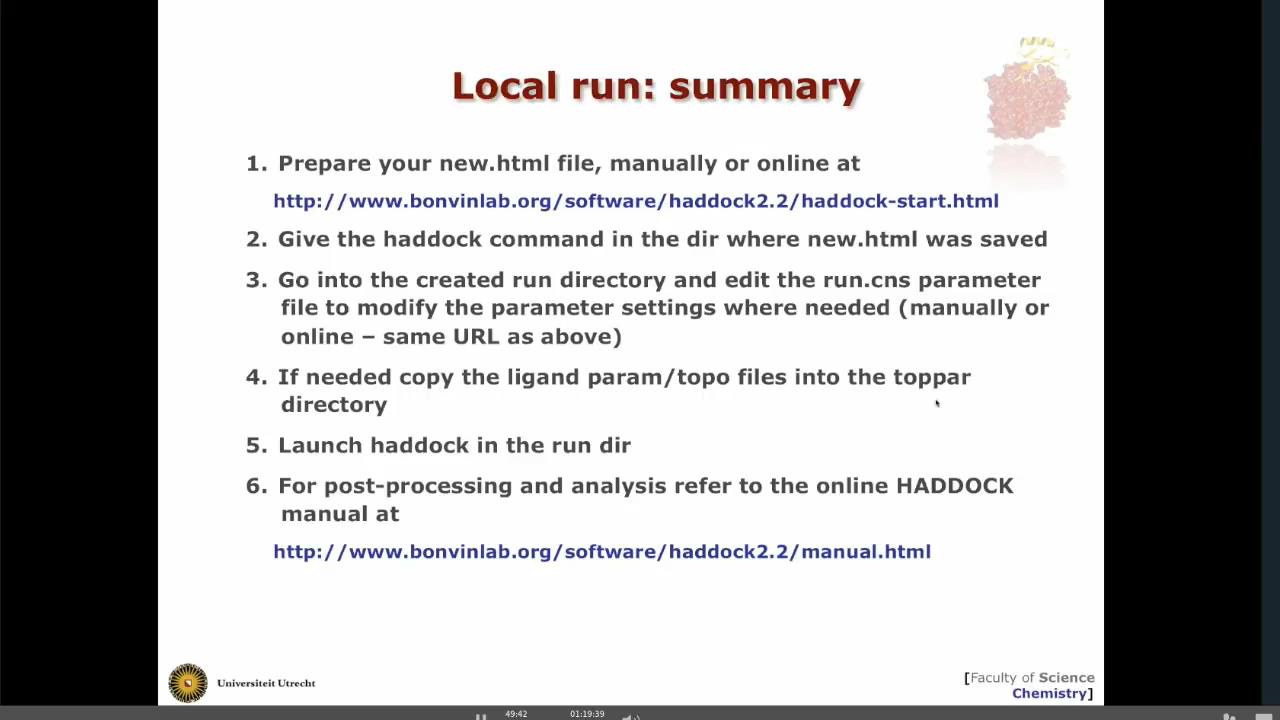 Local run: summary
1. Prepare your new.html file, manually or online at
http://www.bonvinlab.org/software/haddock2.2/haddock-start.html
2. Give the haddock command in the dir where new.html was saved
3. Go into the created run directory and edit the run.cns parameter
file to modify the parameter settings where needed (manually or
online – same URL as above)
4. If needed copy the ligand param/topo files into the toppar
directory
5. Launch haddock in the run dir
6. For post-processing and analysis refer to the online HADDOCK
manual at
http://www.bonvinlab.org/software/haddock2.2/manual.html
Universiteit Utrecht
[Faculty of Science
Chemistry]
49:42 01:19:39